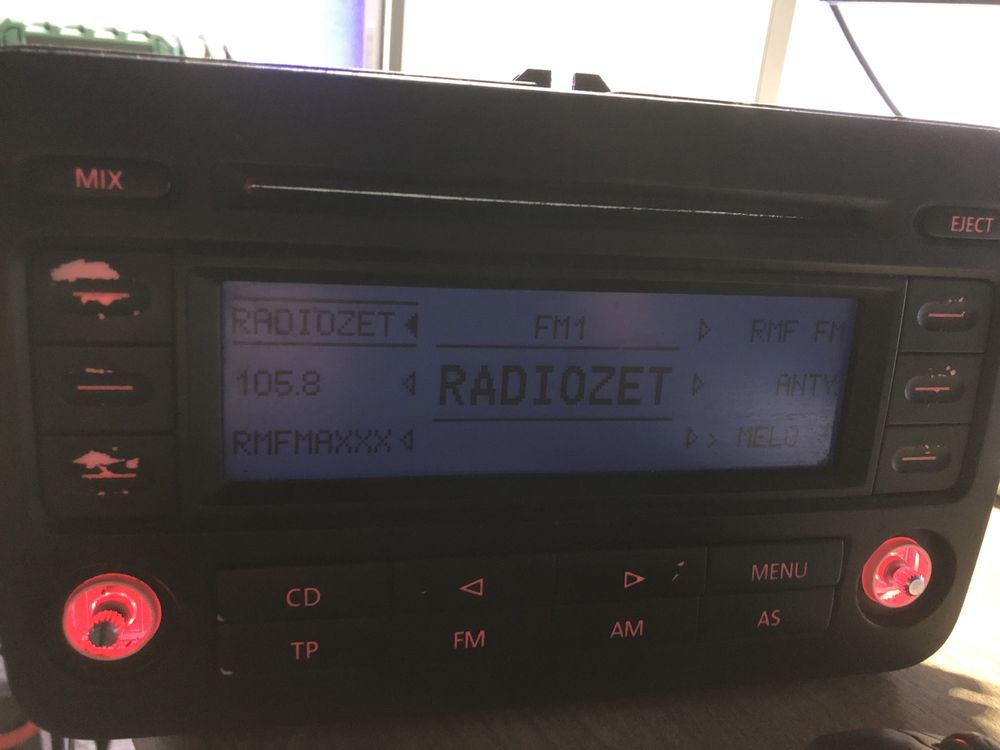 MIX
EJECT
RADIOZET FM1 RMF FM
105.8 RADIOZET ANTY
RMFMAXXX MELO
CD MENU
TP FM AM AS